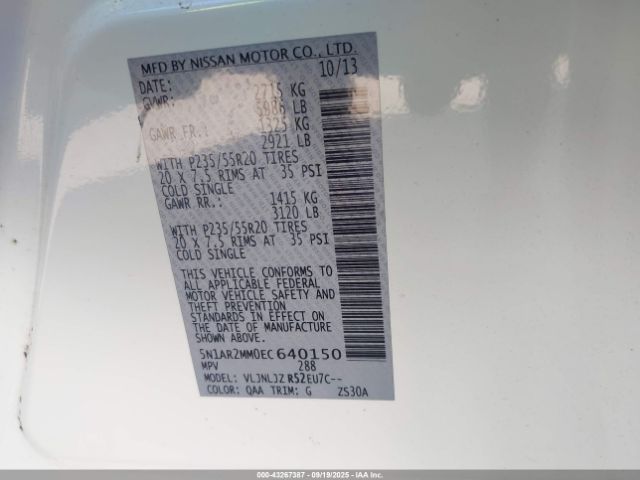 MFD BY NISSAN MOTOR CO., LTD.
DATE: 10/13
GVWR: 2715 KG
5986 LB
GAWR FR.: 1325 KG
2921 LB
WITH P235/55R20 TIRES
20 X 7.5 RIMS AT 35 PSI
COLD SINGLE
GAWR RR.: 1415 KG
3120 LB
WITH P235/55R20 TIRES
20 X 7.5 RIMS AT 35 PSI
COLD SINGLE
THIS VEHICLE CONFORMS TO
ALL APPLICABLE FEDERAL
MOTOR VEHICLE SAFETY AND
THEFT PREVENTION
STANDARDS IN EFFECT ON
THE DATE OF MANUFACTURE
SHOWN ABOVE.
5N1AR2MM0EC640150
MPV 288
MODEL: VLJNLJZ R52EU7C--
COLOR: QAA TRIM: G ZS30A
000-43267387 - 09/19/2025 - IAA Inc.